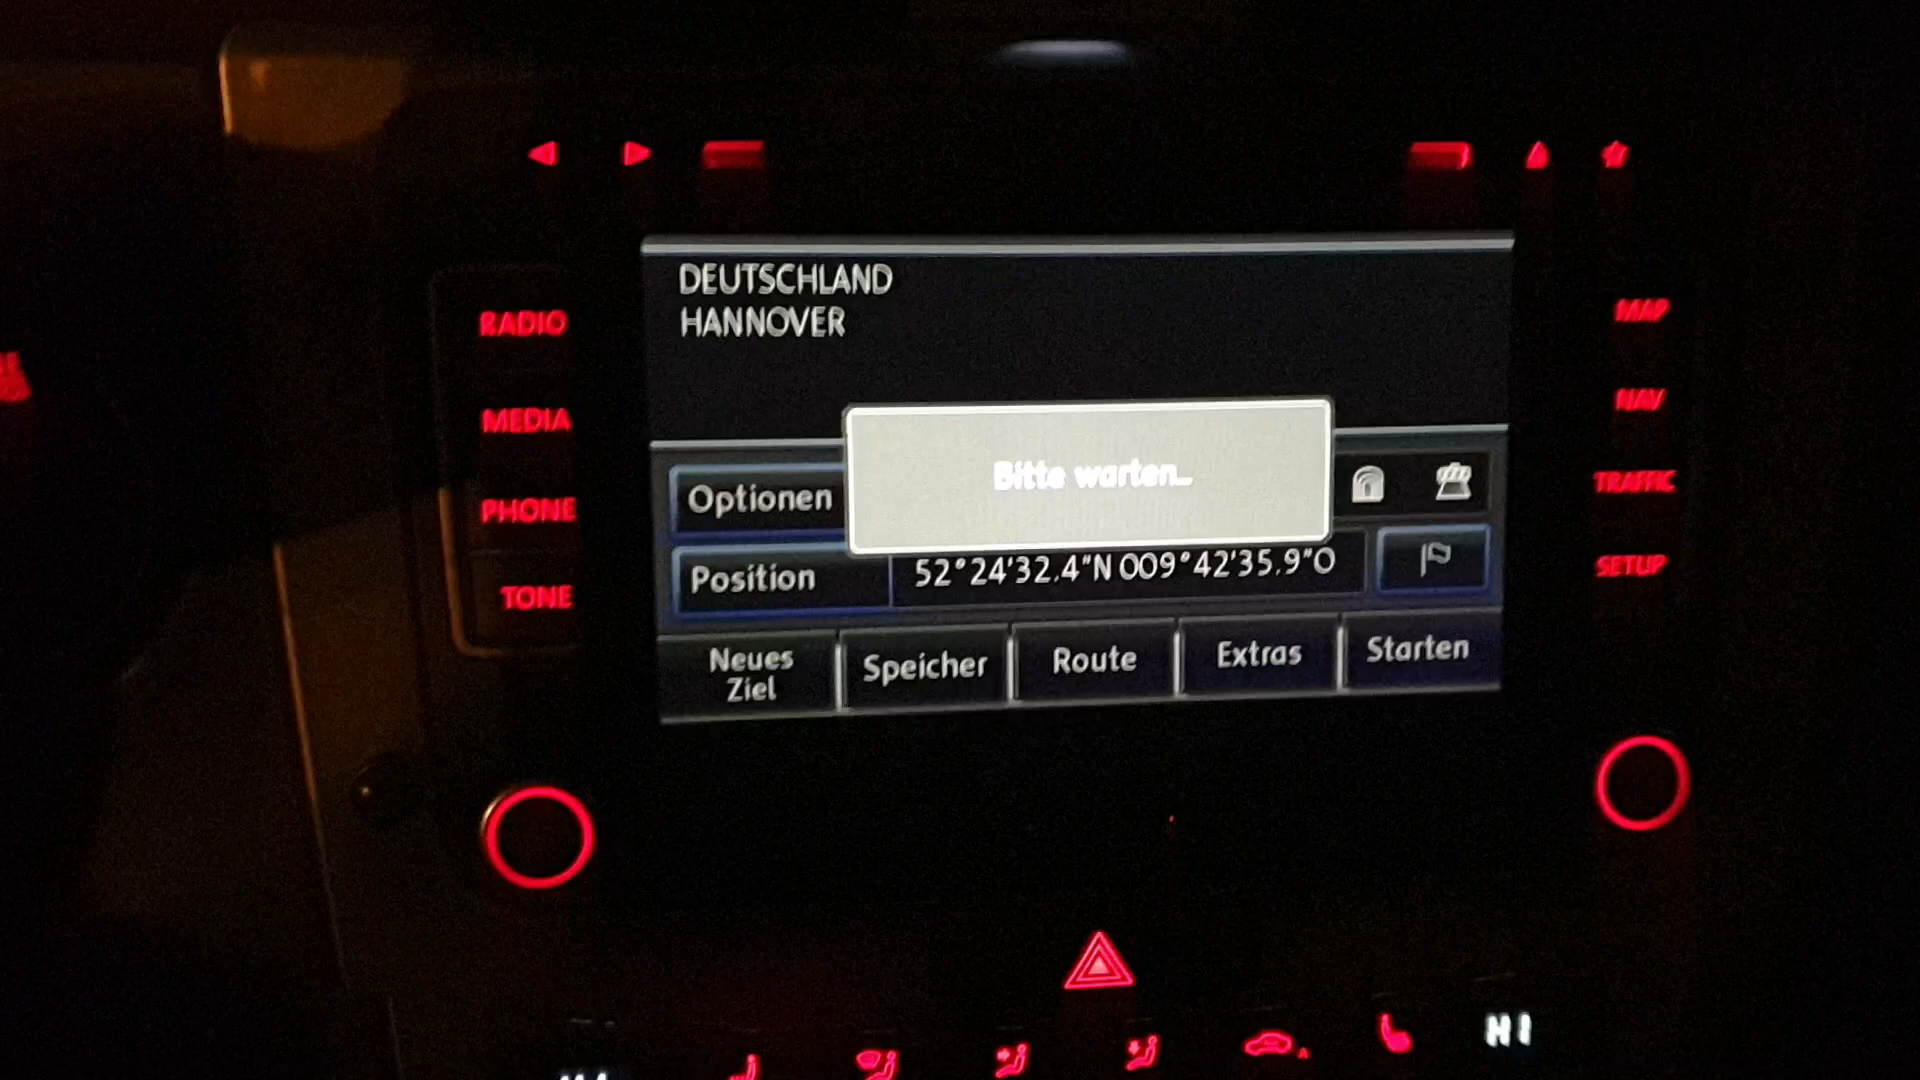 DEUTSCHLAND
HANNOVER
RADIO
MEDIA
PHONE
TONE
MAP
NAV
TRAFFIC
SETUP
Bitte warten...
Optionen
Position
52°24'32.4"N 009°42'35.9"O
Neues
Ziel
Speicher
Route
Extras
Starten
A
HI